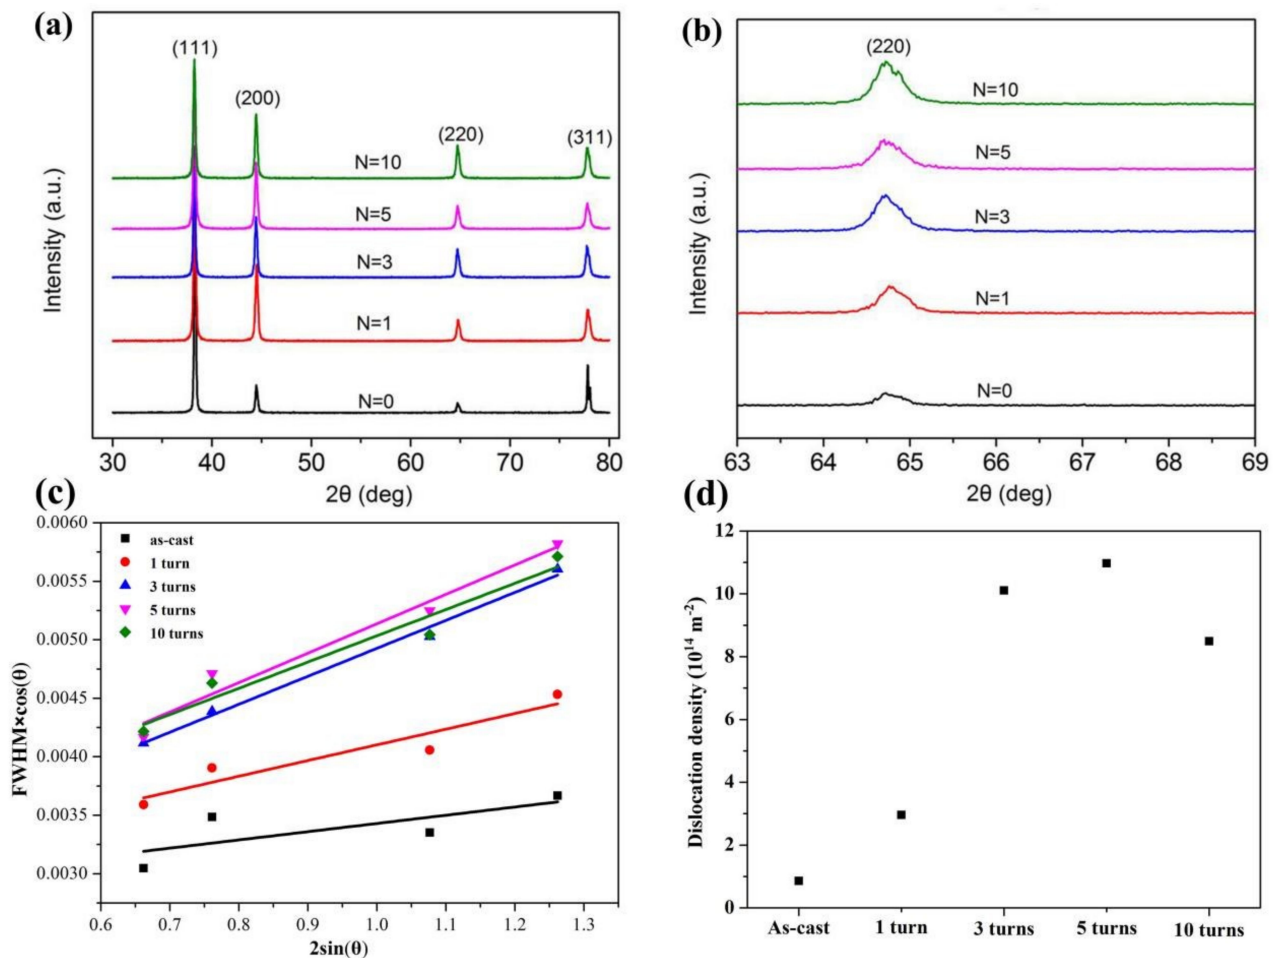 (a)
(111)
(200)
(220)
(311)
N=10
N=5
N=3
N=1
N=0
Intensity (a.u.)
30 40 50 60 70 80
2θ (deg)
(b)
(220)
N=10
N=5
N=3
N=1
N=0
Intensity (a.u.)
63 64 65 66 67 68 69
2θ (deg)
(c)
0.0060
0.0055
0.0050
0.0045
0.0040
0.0035
0.0030
FWHM×cos(θ)
as-cast
1 turn
3 turns
5 turns
10 turns
0.6 0.7 0.8 0.9 1.0 1.1 1.2 1.3
2sin(θ)
(d)
12
10
8
6
4
2
0
Dislocation density (10¹⁴ m⁻²)
As-cast 1 turn 3 turns 5 turns 10 turns